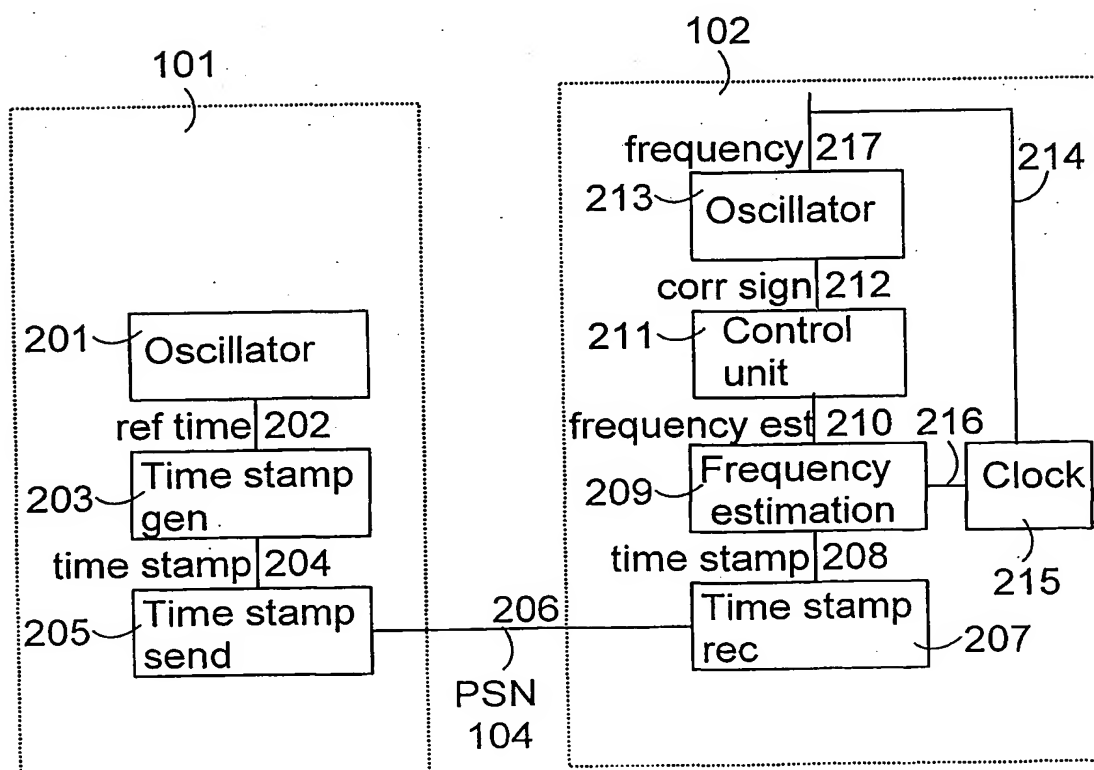 101
201
Oscillator
ref time 202
203
Time stamp
gen
time stamp 204
205
Time stamp
send
206
PSN
104
102
frequency 217
214
213
Oscillator
corr sign 212
211
Control
unit
frequency est 210
216
209
Frequency
estimation
Clock
215
time stamp 208
Time stamp
rec
207